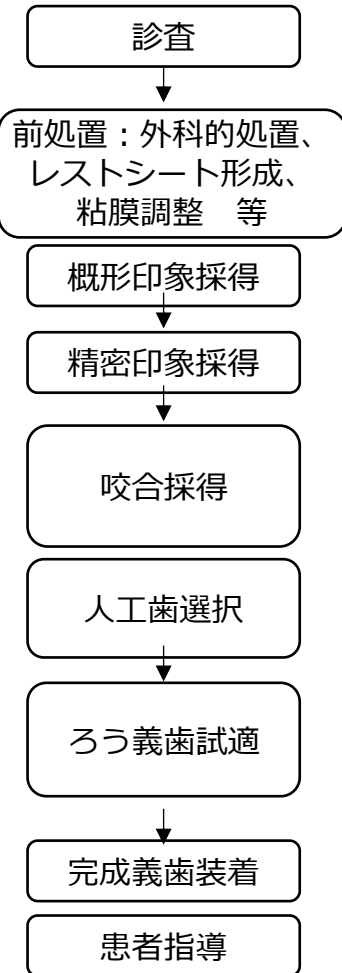 診査
前処置：外科的処置、
レストシート形成、
粘膜調整　等
概形印象採得
精密印象採得
咬合採得
人工歯選択
ろう義歯試適
完成義歯装着
患者指導